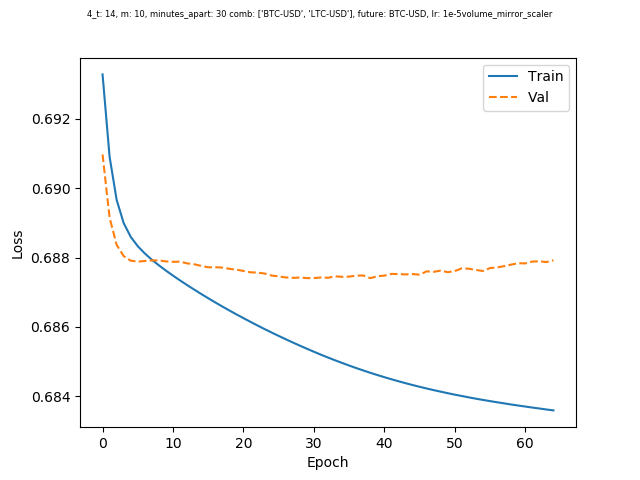 4_t: 14, m: 10, minutes_apart: 30 comb: ['BTC-USD', 'LTC-USD'], future: BTC-USD, lr: 1e-5volume_mirror_scaler
Train
Val
0.692
0.690
0.688
0.686
0.684
Loss
0 10 20 30 40 50 60
Epoch